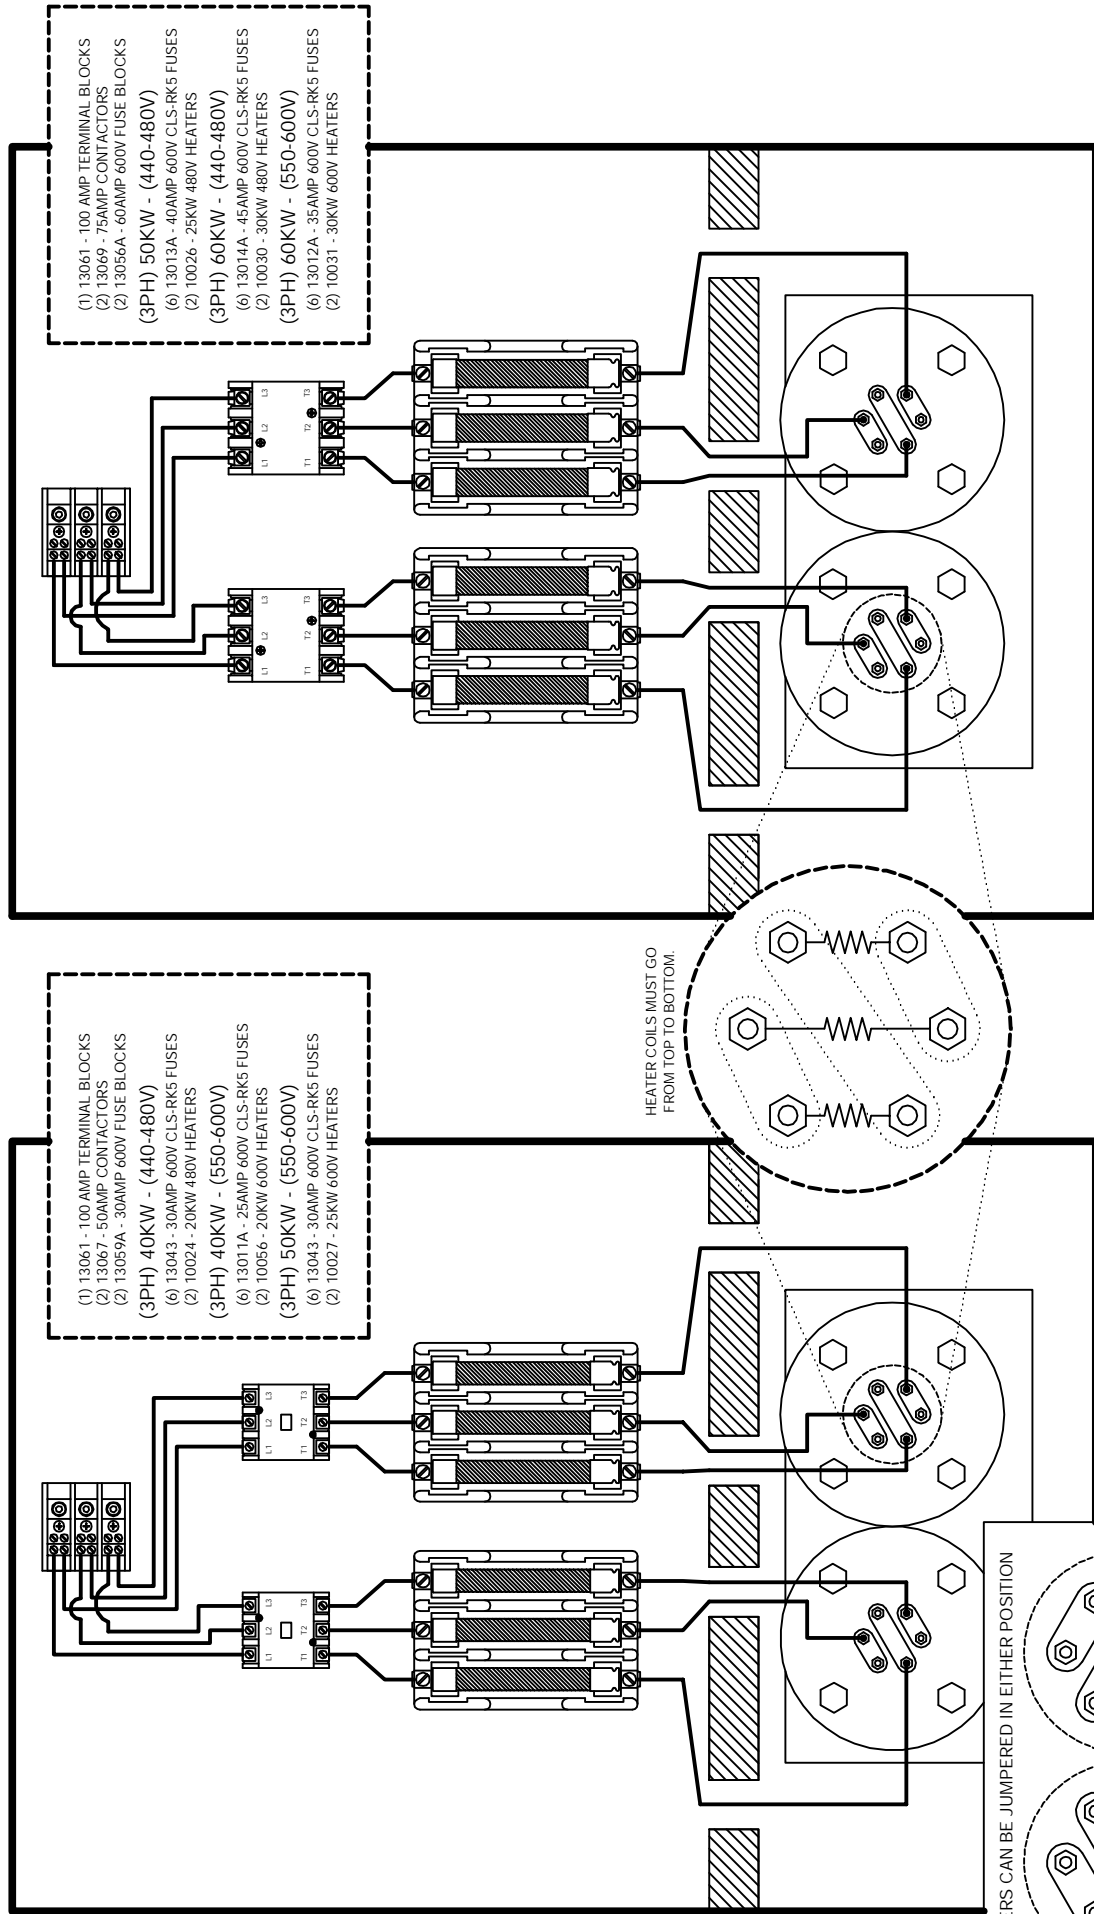 (1) 13061 - 100 AMP TERMINAL BLOCKS
(2) 13067 - 50AMP CONTACTORS
(2) 13059A - 30AMP 600V FUSE BLOCKS
(3PH) 40KW - (440-480V)
(6) 13043 - 30AMP 600V CLS-RK5 FUSES
(2) 10024 - 20KW 480V HEATERS
(3PH) 40KW - (550-600V)
(6) 13011A - 25AMP 600V CLS-RK5 FUSES
(2) 10056 - 20KW 600V HEATERS
(3PH) 50KW - (550-600V)
(6) 13043 - 30AMP 600V CLS-RK5 FUSES
(2) 10027 - 25KW 600V HEATERS
L1 L2 L3
T1 T2 T3
L1 L2 L3
T1 T2 T3
HEATER COILS MUST GO
FROM TOP TO BOTTOM.
CAN BE JUMPERED IN EITHER POSITION
(1) 13061 - 100 AMP TERMINAL BLOCKS
(2) 13069 - 75AMP CONTACTORS
(2) 13056A - 60AMP 600V FUSE BLOCKS
(3PH) 50KW - (440-480V)
(6) 13013A - 40AMP 600V CLS-RK5 FUSES
(2) 10026 - 25KW 480V HEATERS
(3PH) 60KW - (440-480V)
(6) 13014A - 45AMP 600V CLS-RK5 FUSES
(2) 10030 - 30KW 480V HEATERS
(3PH) 60KW - (550-600V)
(6) 13012A - 35AMP 600V CLS-RK5 FUSES
(2) 10031 - 30KW 600V HEATERS
L1 L2 L3
T1 T2 T3
L1 L2 L3
T1 T2 T3